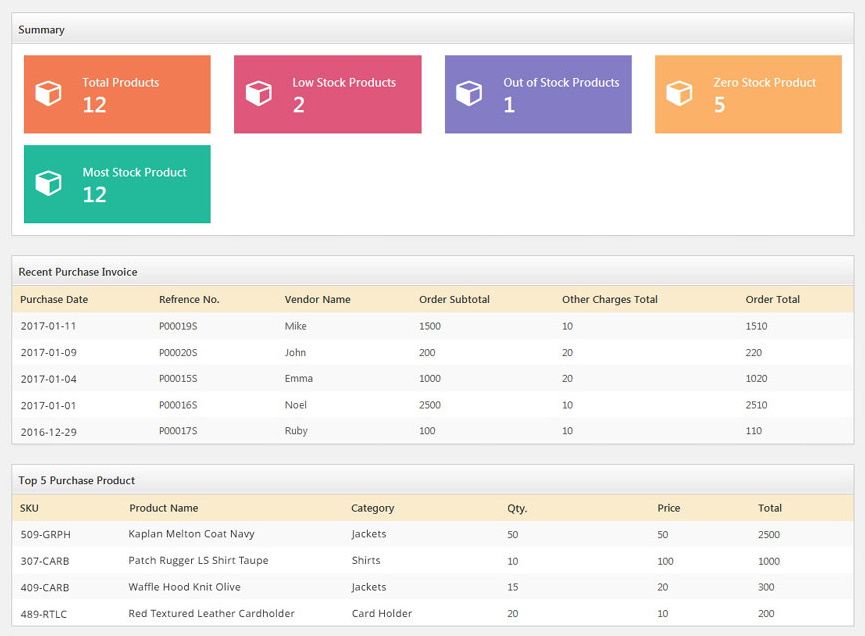 Summary
Total Products
12
Low Stock Products
2
Out of Stock Products
1
Zero Stock Product
5
Most Stock Product
12
Recent Purchase Invoice
Purchase Date Refrence No. Vendor Name Order Subtotal Other Charges Total Order Total
2017-01-11 P00019S Mike 1500 10 1510
2017-01-09 P00020S John 200 20 220
2017-01-04 P00015S Emma 1000 20 1020
2017-01-01 P00016S Noel 2500 10 2510
2016-12-29 P00017S Ruby 100 10 110
Top 5 Purchase Product
SKU Product Name Category Qty. Price Total
509-GRPH Kaplan Melton Coat Navy Jackets 50 50 2500
307-CARB Patch Rugger LS Shirt Taupe Shirts 10 100 1000
409-CARB Waffle Hood Knit Olive Jackets 15 20 300
489-RTLC Red Textured Leather Cardholder Card Holder 20 10 200